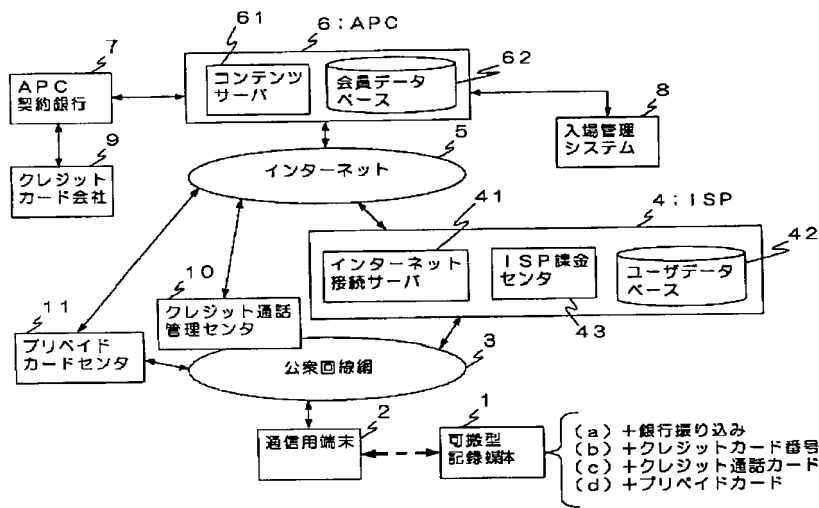 61
6:APC
7
コンテンツ
サーバ
会員データ
ベース
62
APC
契約銀行
8
入場管理
システム
5
9
インターネット
クレジット
カード会社
41
4:ISP
42
インターネット
接続サーバ
ISP課金
センタ
ユーザデータ
ベース
43
10
クレジット通話
管理センタ
11
プリペイド
カードセンタ
3
公衆回線網
2
通信用端末
1
可搬型
記録媒体
(a)+銀行振り込み
(b)+クレジットカード番号
(c)+クレジット通話カード
(d)+プリペイドカード